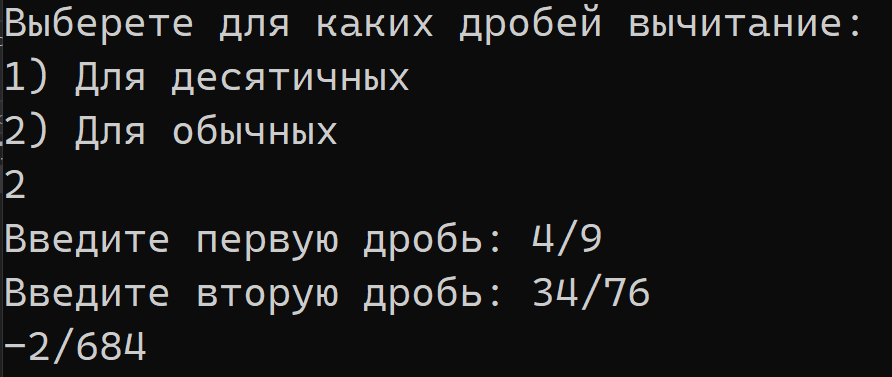 Выберете для каких дробей вычитание:
1) Для десятичных
2) Для обычных
2
Введите первую дробь: 4/9
Введите вторую дробь: 34/76
-2/684